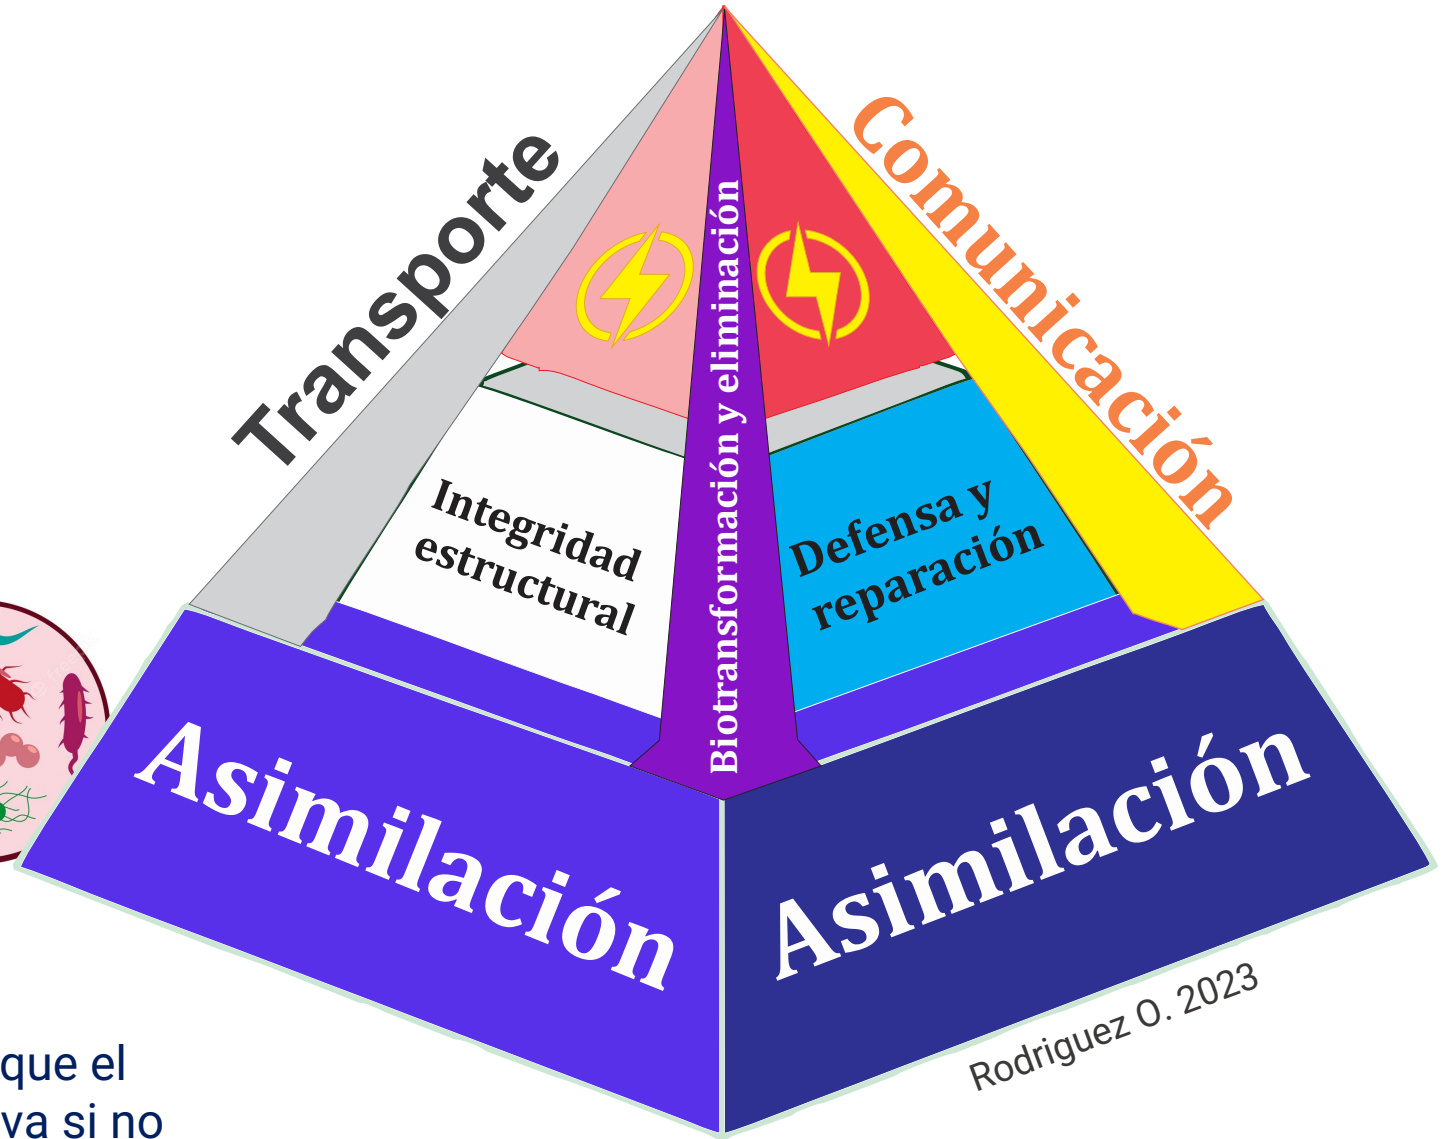 Transporte
Comunicación
Biotransformación y eliminación
Integridad
estructural
Defensa y
reparación
Asimilación
Asimilación
Rodriguez O. 2023
que el
va si no